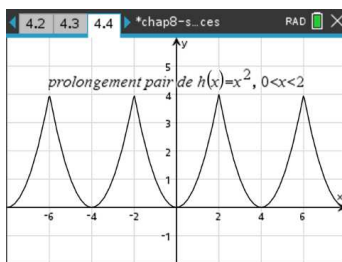 4.2 4.3 4.4 *chap8-s...ces RAD
y
5
prolongement pair de h(x)=x², 0<x<2
4
3
2
1
x
-6 -4 -2 0 2 4 6
-1